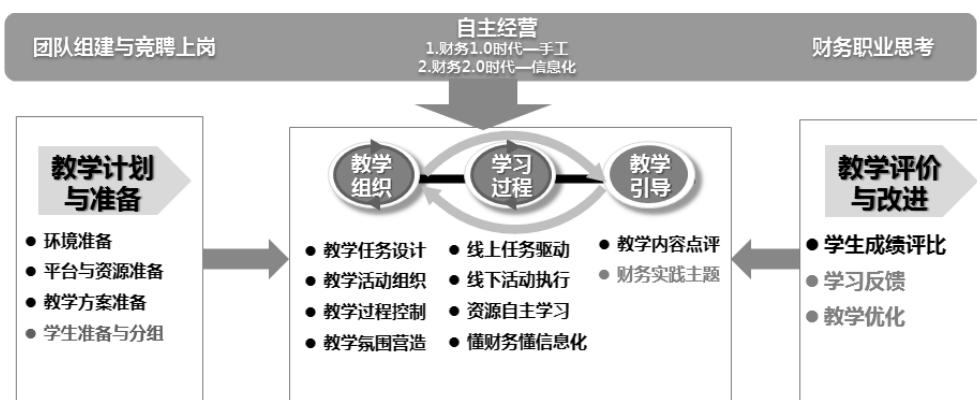 团队组建与竞聘上岗
自主经营
1.财务1.0时代—手工
2.财务2.0时代—信息化
财务职业思考
教学计划
与准备
● 环境准备
● 平台与资源准备
● 教学方案准备
● 学生准备与分组
教学
组织
● 教学任务设计
● 教学活动组织
● 教学过程控制
● 教学氛围营造
学习
过程
● 线上任务驱动
● 线下活动执行
● 资源自主学习
● 懂财务懂信息化
教学
引导
● 教学内容点评
● 财务实践主题
教学评价
与改进
● 学生成绩评比
● 学习反馈
● 教学优化